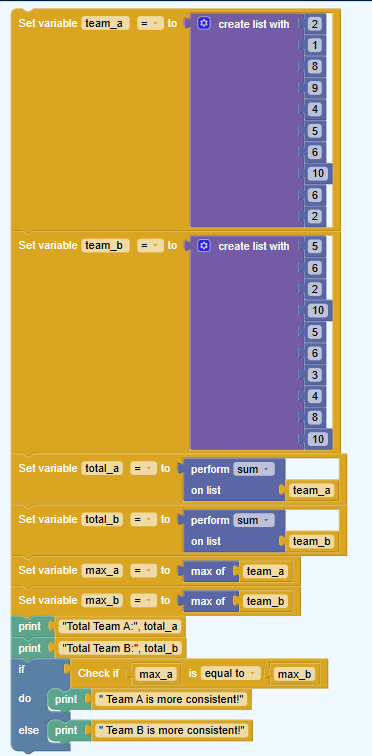 Set variable team_a = to create list with 2
1
8
9
4
5
6
10
6
2
Set variable team_b = to create list with 5
6
2
10
5
6
3
4
8
10
Set variable total_a = to perform sum
on list team_a
Set variable total_b = to perform sum
on list team_b
Set variable max_a = to max of team_a
Set variable max_b = to max of team_b
print "Total Team A:", total_a
print "Total Team B:", total_b
if Check if max_a is equal to max_b
do print " Team A is more consistent!"
else print " Team B is more consistent!"